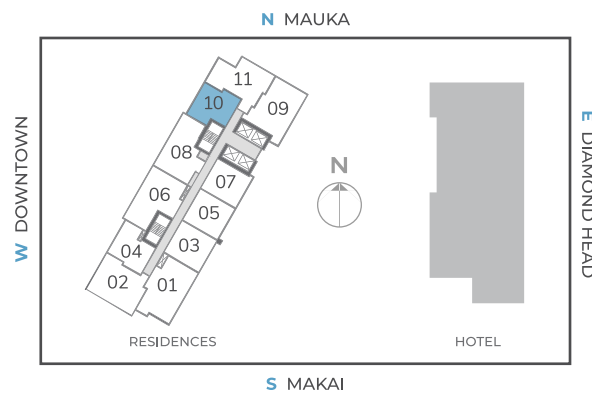 N MAUKA
W DOWNTOWN
E DIAMOND HEAD
11
10
09
08
07
06
05
04
03
02
01
N
RESIDENCES
HOTEL
S MAKAI